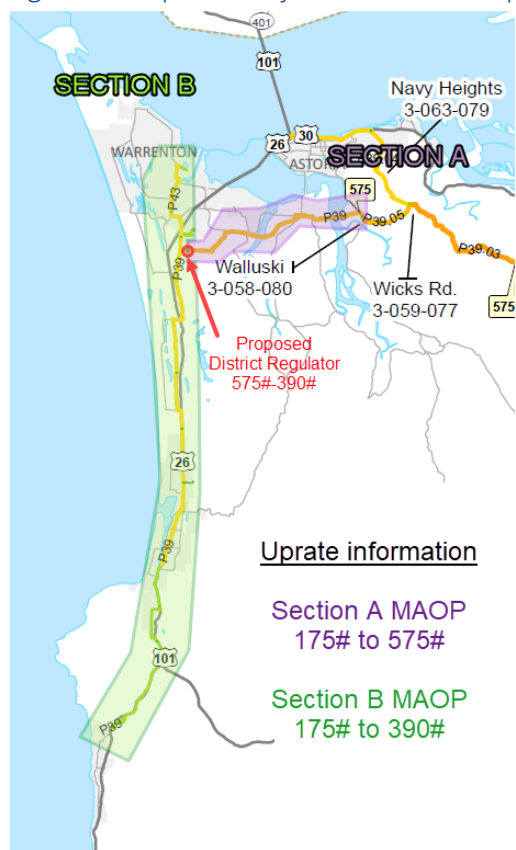 401
101
SECTION B
Navy Heights
3-063-079
30
26
WARRENTON
SECTION A
575
P43
P39
P39.05
P39
P39.03
Walluski
3-058-080
Wicks Rd.
3-059-077
575
Proposed
District Regulator
575#-390#
26
P39
Uprate information
Section A MAOP
175# to 575#
101
Section B MAOP
175# to 390#
P39